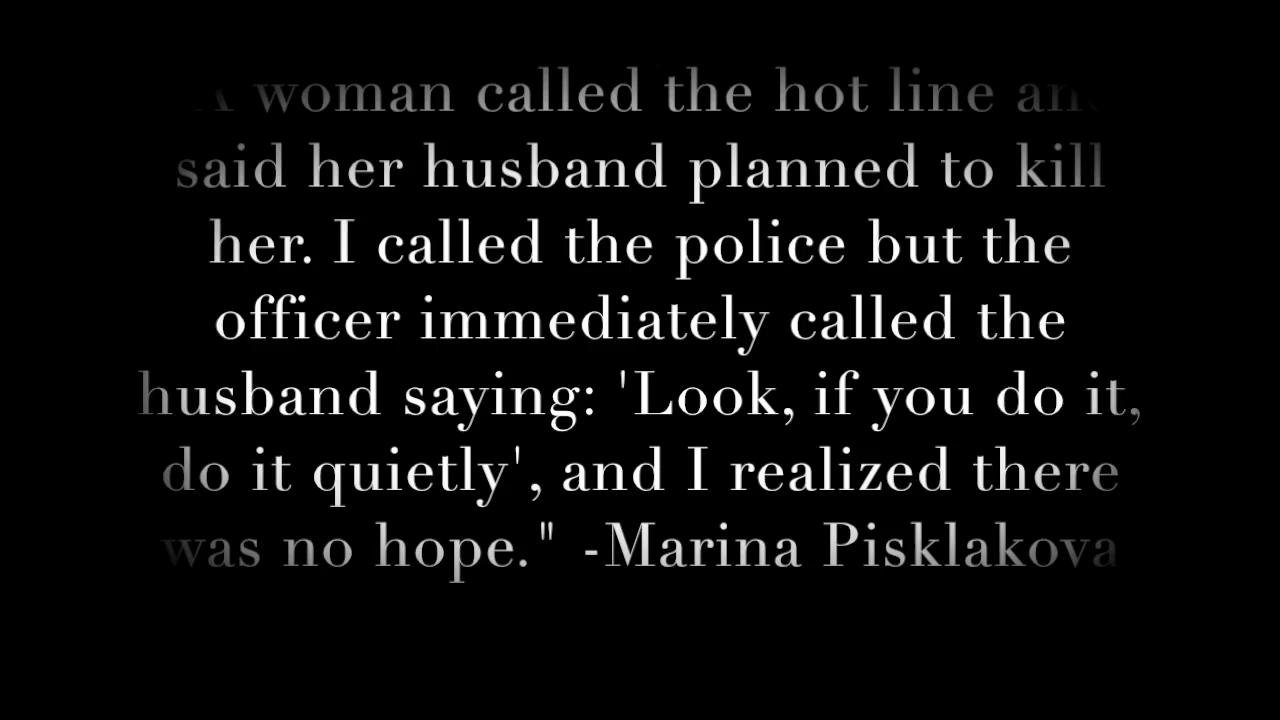 A woman called the hot line and
said her husband planned to kill
her. I called the police but the
officer immediately called the
husband saying: 'Look, if you do it,
do it quietly', and I realized there
was no hope." -Marina Pisklakova